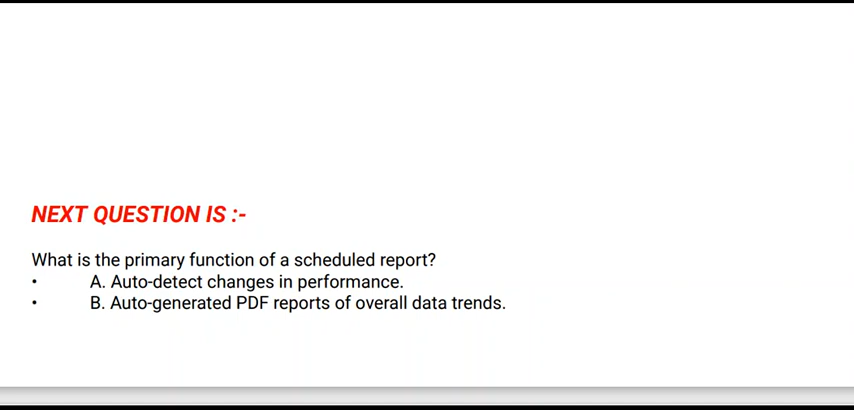 NEXT QUESTION IS :-
What is the primary function of a scheduled report?
• A. Auto-detect changes in performance.
• B. Auto-generated PDF reports of overall data trends.